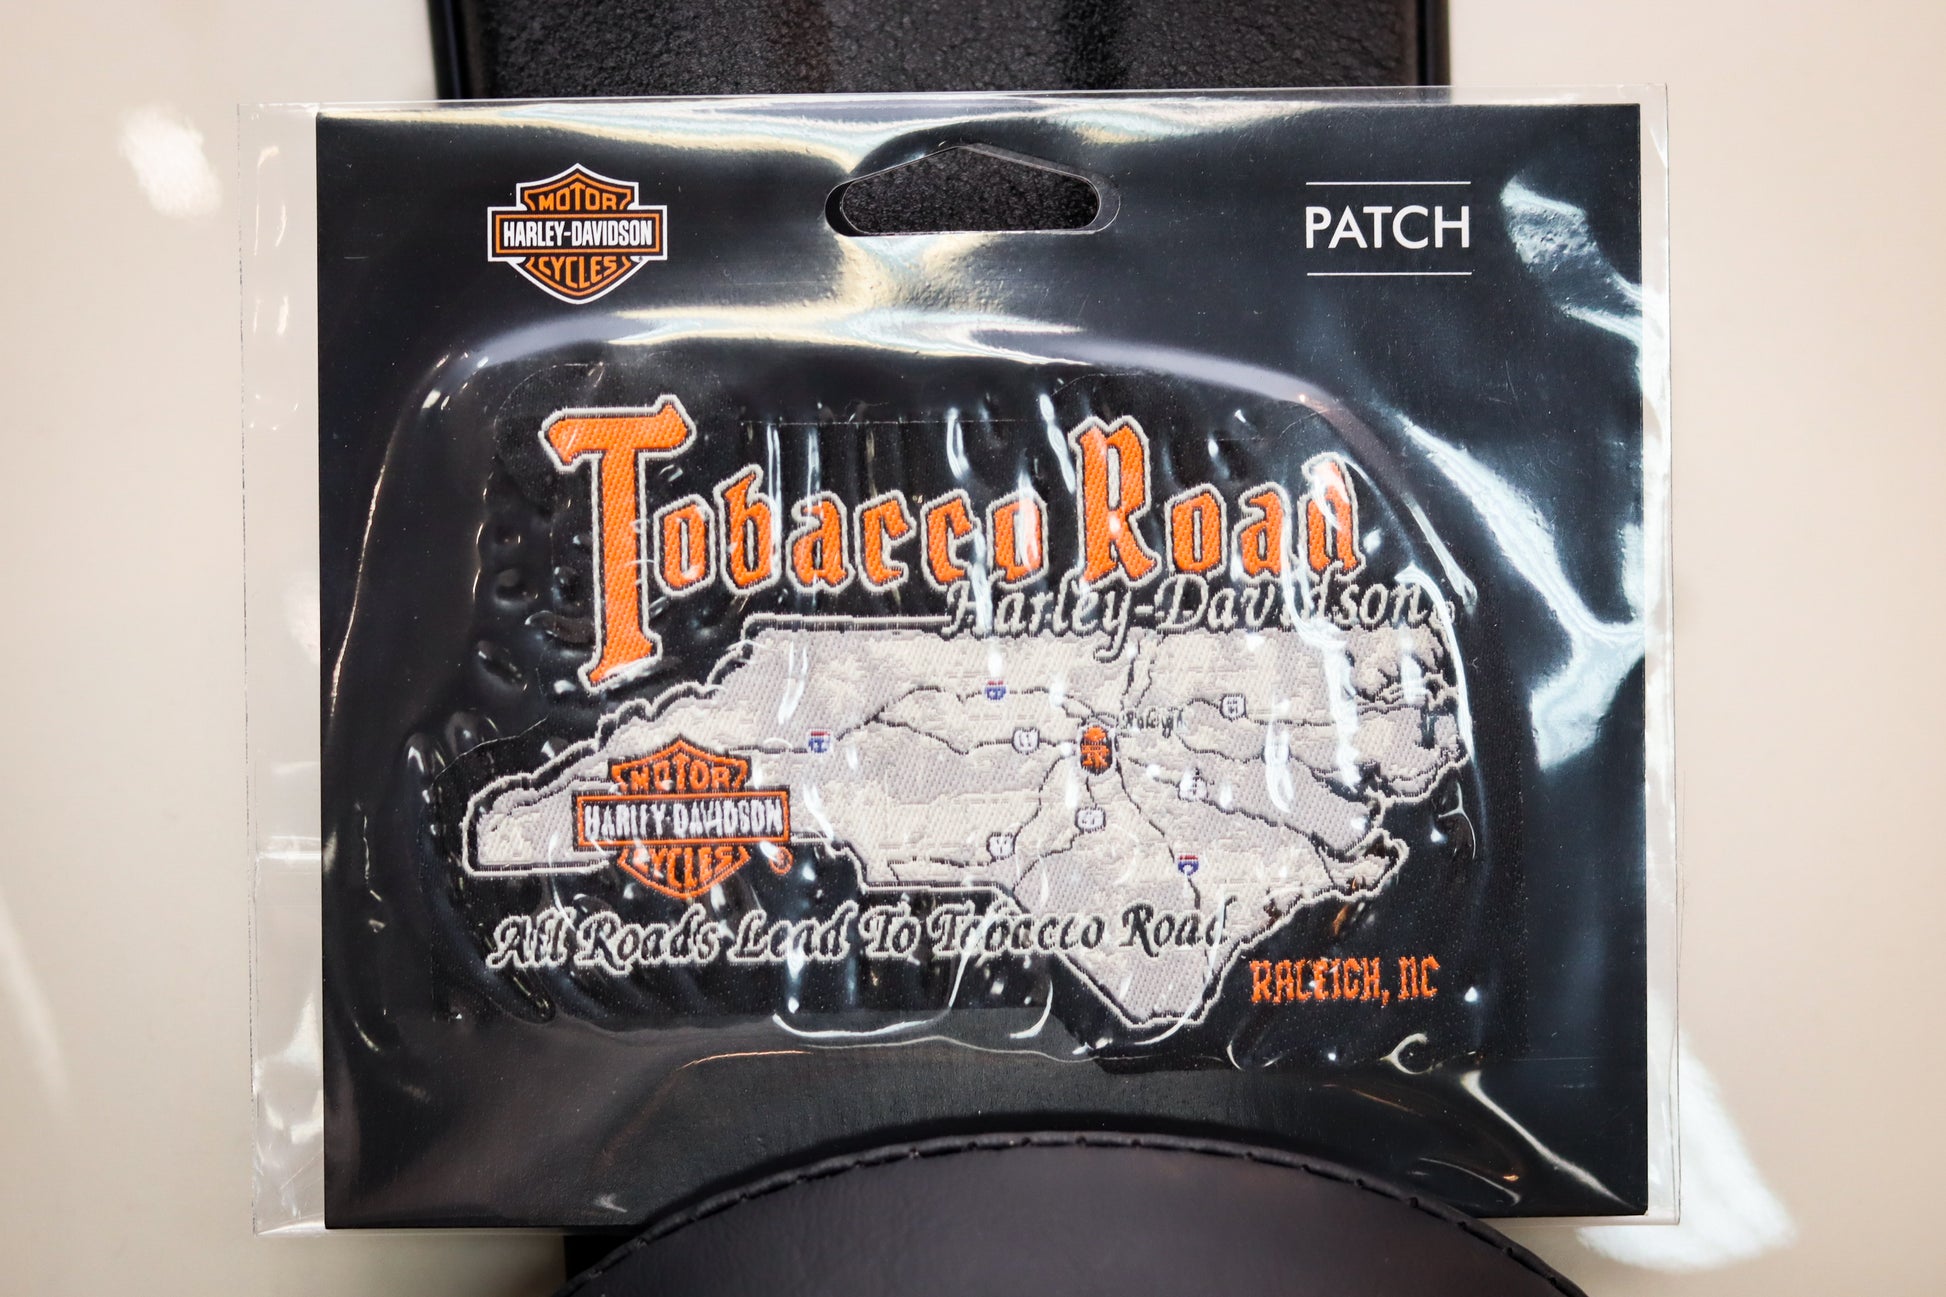 MOTOR
HARLEY-DAVIDSON
CYCLES
PATCH
Tobacco Road
Harley-Davidson
Raleigh
MOTOR
HARLEY-DAVIDSON
CYCLES
All Roads Lead To Tobacco Road
RALEIGH, NC